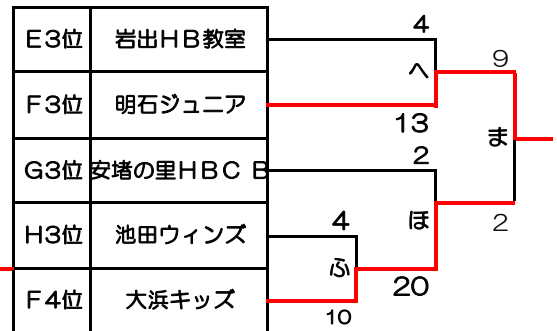 E3位 岩出HB教室 4
へ 9
F3位 明石ジュニア 13
ま
G3位 安堵の里HBC B 2
ほ 2
H3位 池田ウィンズ 4
ふ 20
F4位 大浜キッズ 10